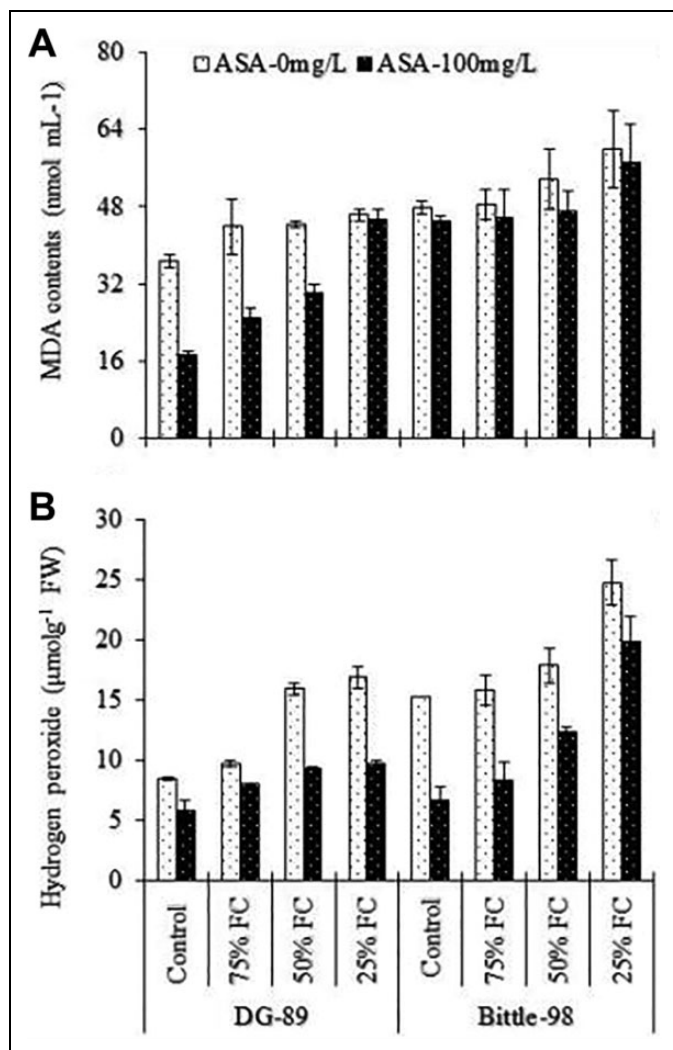 A
80
ASA-0mg/L ASA-100mg/L
64
48
32
16
0
MDA contents (nmol mL-1)
B
30
25
20
15
10
5
0
Hydrogen peroxide (µmolg⁻¹ FW)
Control 75% FC 50% FC 25% FC Control 75% FC 50% FC 25% FC
DG-89 Bittle-98